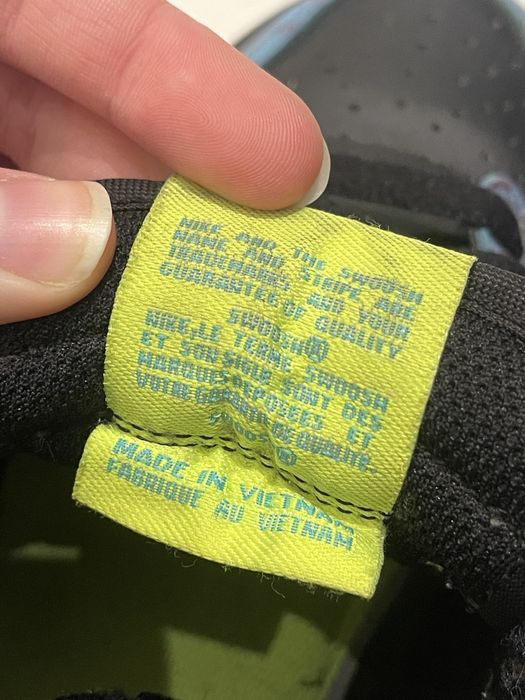 NIKE AND THE SWOOSH
NAME AND STRIPE ARE
TRADEMARKS AND YOUR
GUARANTEE OF QUALITY
SWOOSH®
NIKE, LE TERME SWOOSH
ET SON SIGLE SONT DES
MARQUES DEPOSEES ET
VOTRE GARANTIE DE QUALITE.
MADE IN VIETNAM
FABRIQUE AU VIETNAM